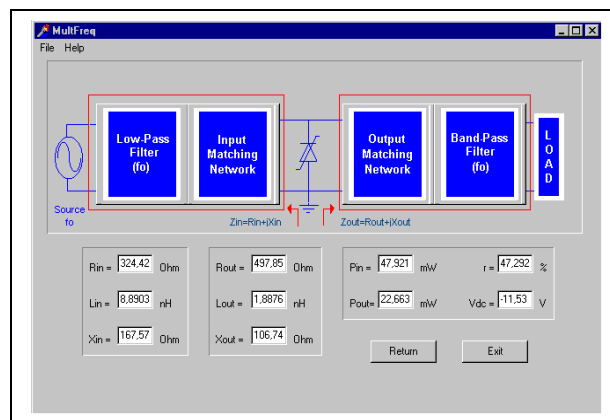 MultFreq
File Help
Low-Pass
Filter
(fo)
Input
Matching
Network
Output
Matching
Network
Band-Pass
Filter
(fo)
L
O
A
D
Source
fo
Zin=Rin+jXin
Zout=Rout+jXout
Rin = 324,42 Ohm
Lin = 8,8903 nH
Xin = 167,57 Ohm
Rout = 497,85 Ohm
Lout = 1,8876 nH
Xout = 106,74 Ohm
Pin = 47,921 mW r = 47,292 %
Pout= 22,663 mW Vdc = -11,53 V
Return Exit